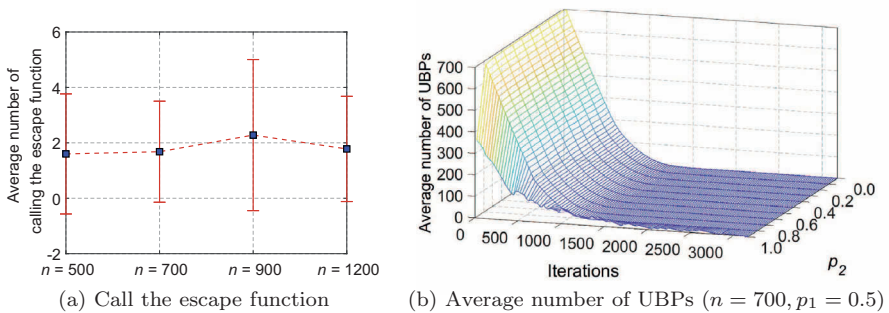 Average number of
calling the escape function
6
4
2
0
-2
n = 500
n = 700
n = 900
n = 1200
(a) Call the escape function
Average number of UBPs
700
600
500
400
300
200
100
0
0
500
1000
1500
2000
2500
3000
Iterations
0.0
0.2
0.4
0.6
0.8
1.0
p2
(b) Average number of UBPs (n = 700, p1 = 0.5)